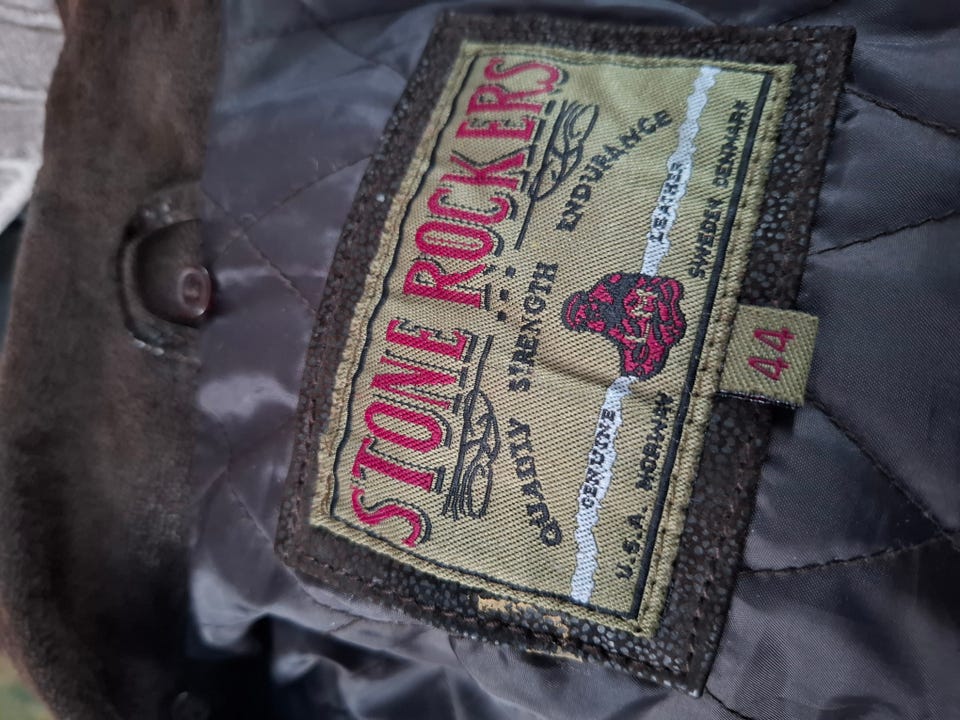 STONE ROCKERS
QUALITY STRENGTH ENDURANCE
GENUINE LEATHER
U.S.A. NORWAY SWEDEN DENMARK
44